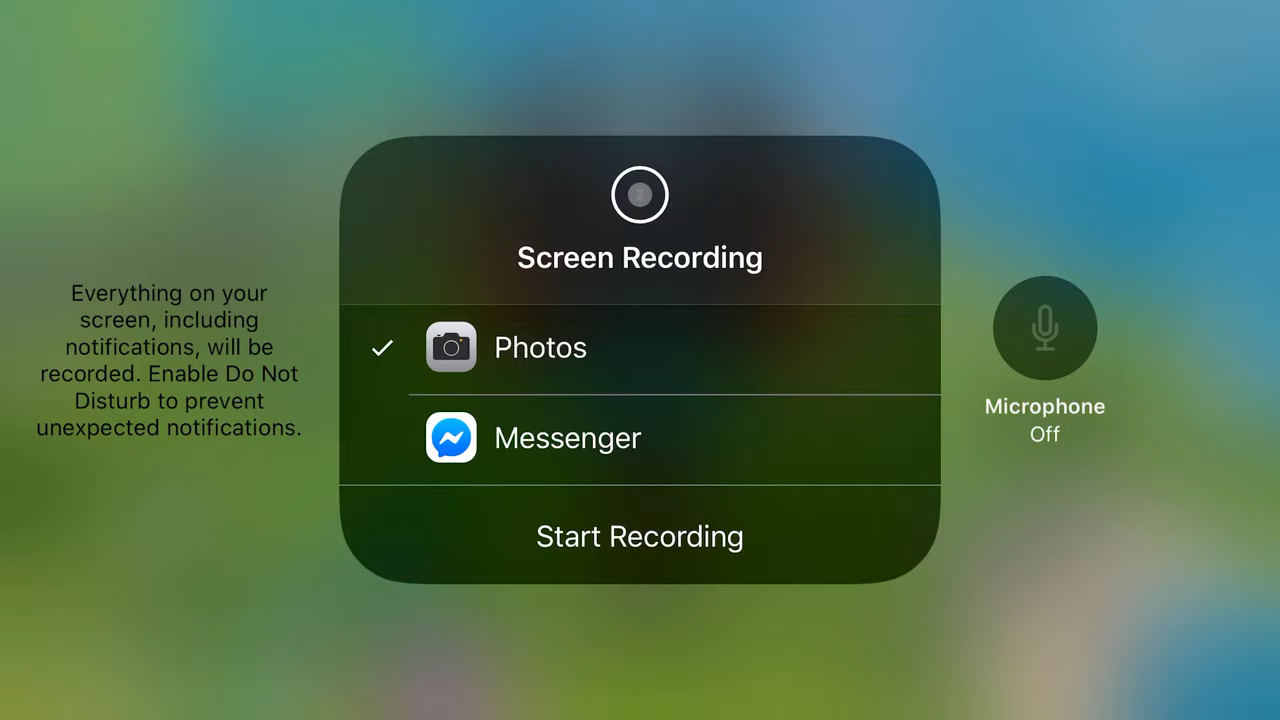 Everything on your
screen, including
notifications, will be
recorded. Enable Do Not
Disturb to prevent
unexpected notifications.
Screen Recording
Photos
Messenger
Start Recording
Microphone
Off